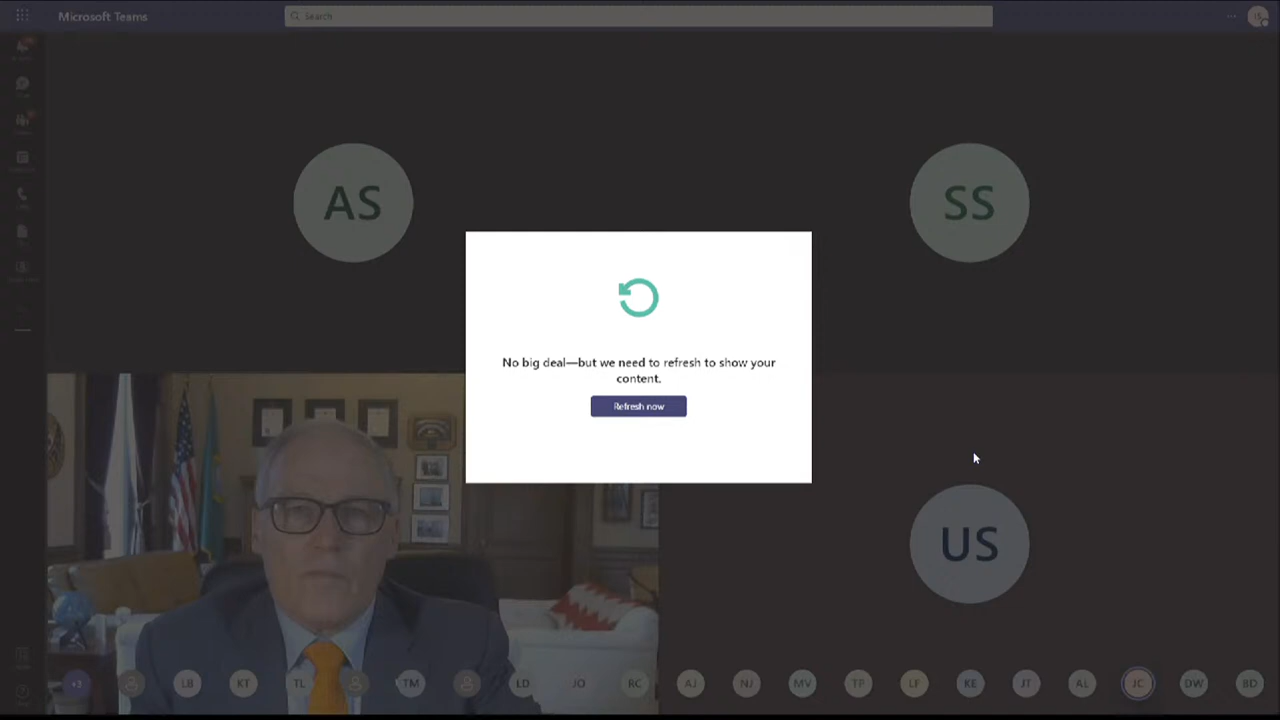 Microsoft Teams
Search
AS
SS
No big deal—but we need to refresh to show your
content.
Refresh now
US
+3
LB
KT
TL
TM
LD
JO
RC
AJ
NJ
MV
TP
LF
KE
JT
AL
JC
DW
BD